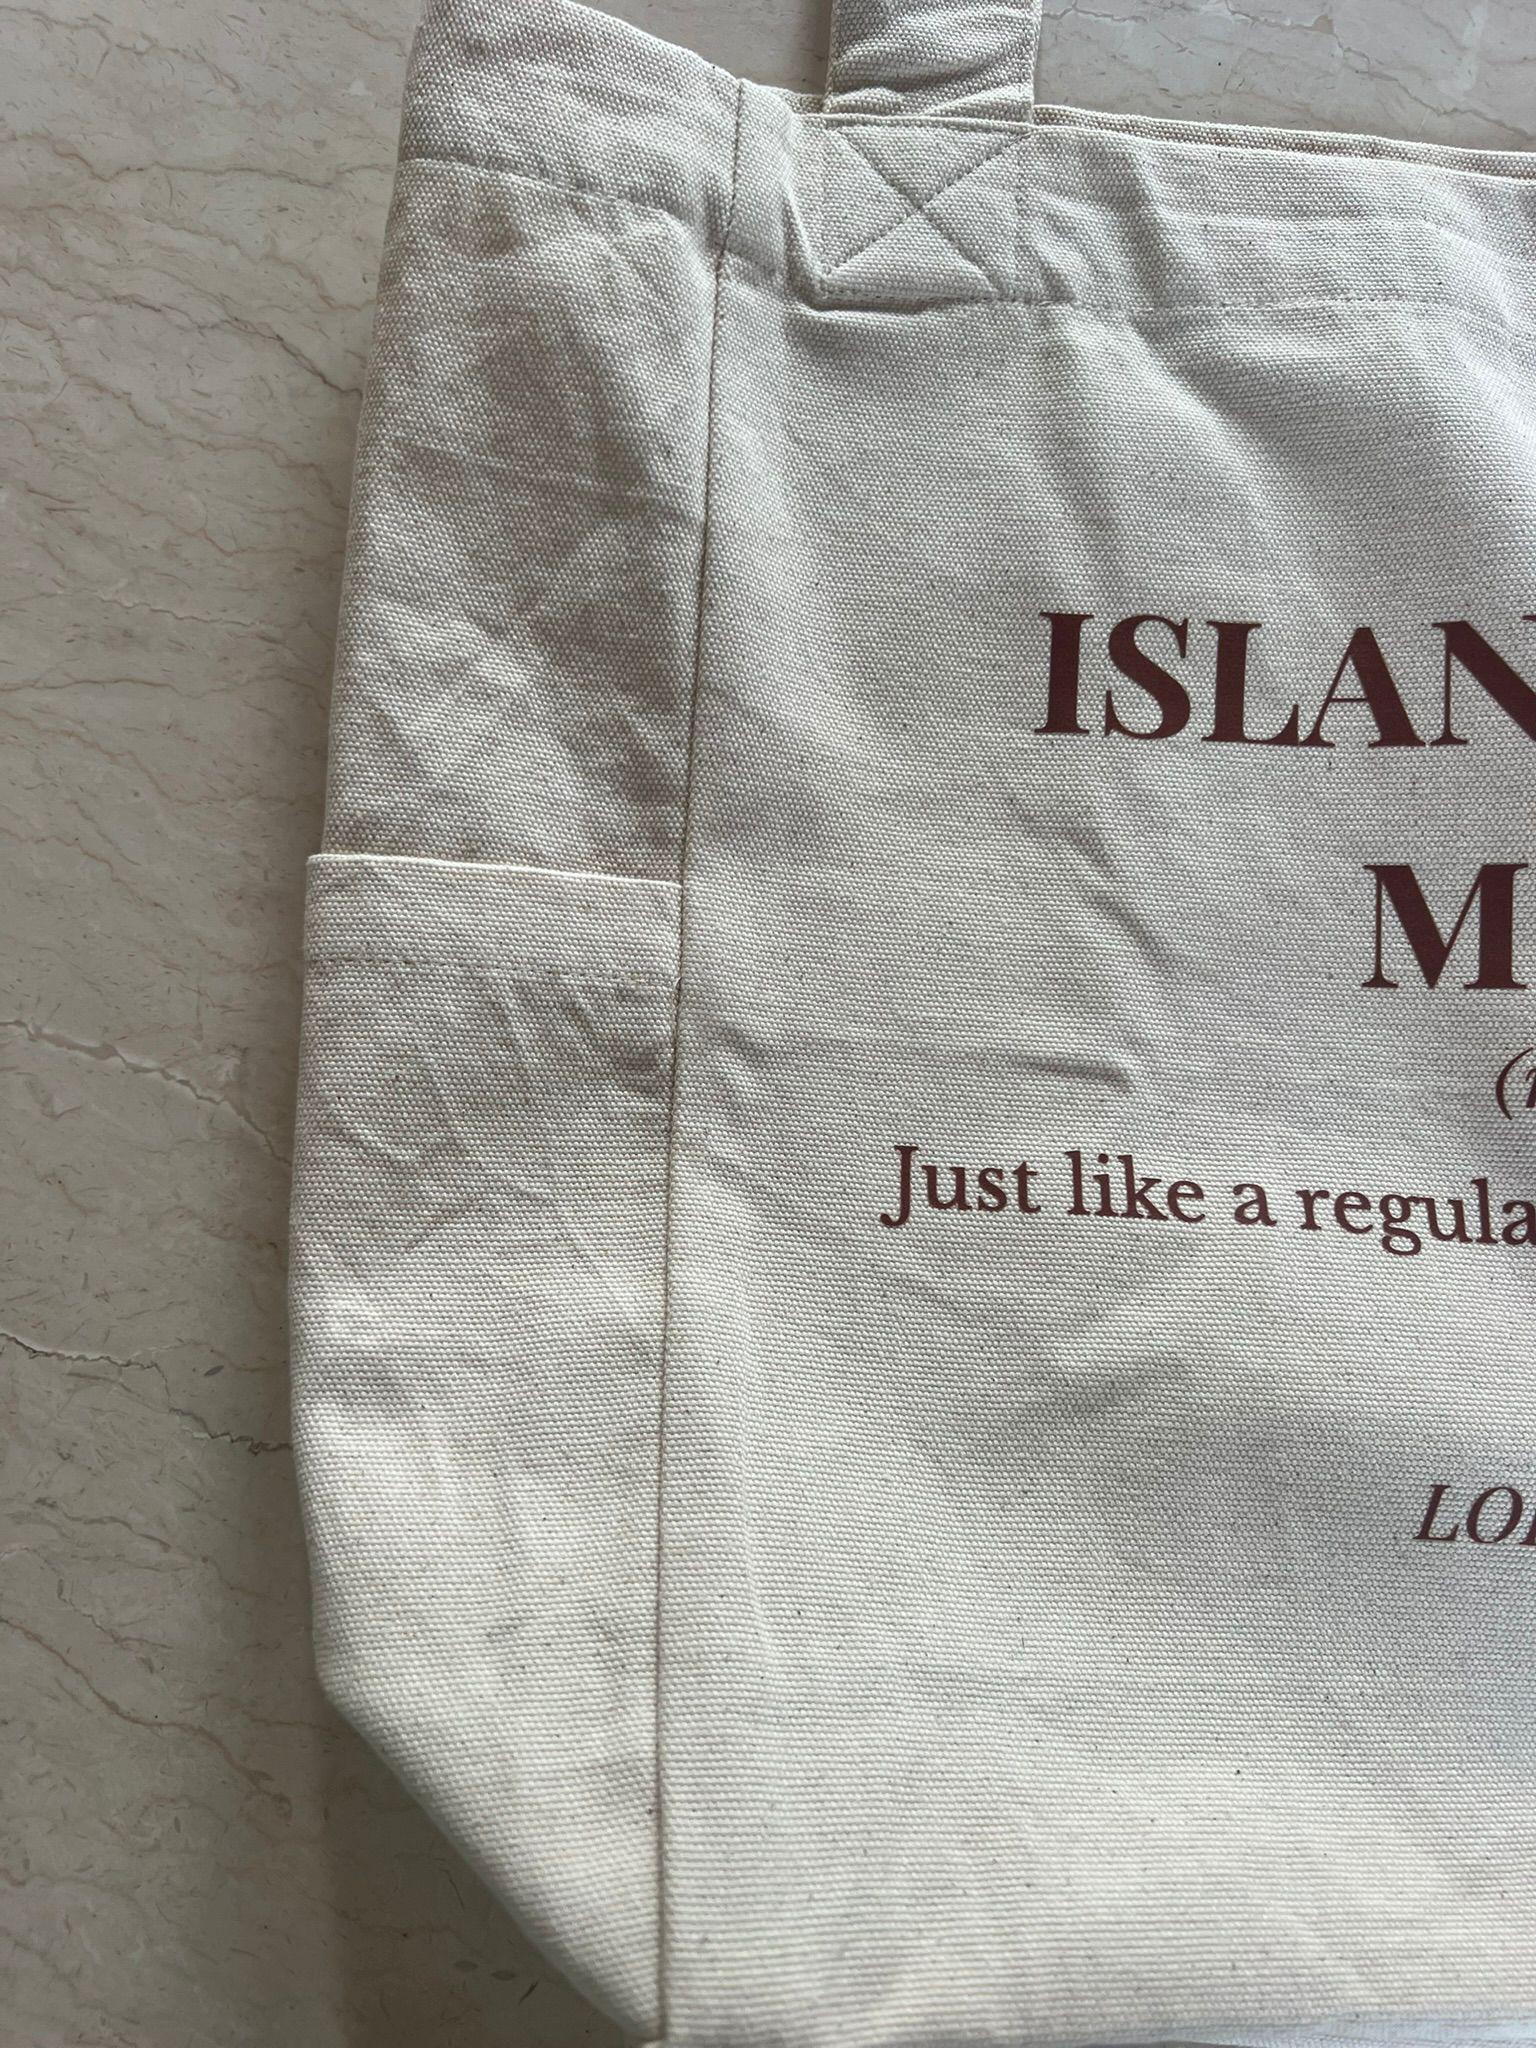 ISLAN
M
Just like a regula
LO